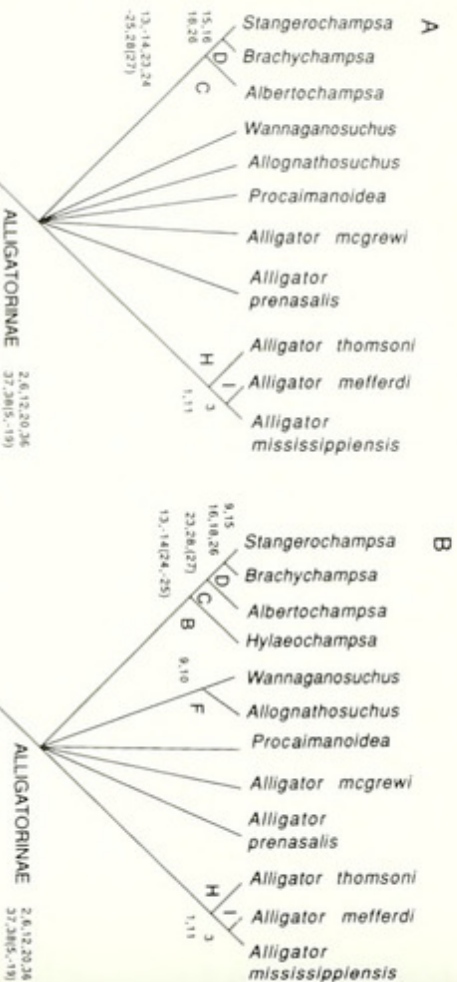 A
Stangerochampsa
Brachychampsa
Albertochampsa
Wannaganosuchus
Allognathosuchus
Procaimanoidea
Alligator mcgrewi
Alligator
prenasalis
Alligator thomsoni
Alligator mefferdi
Alligator
mississippiensis
15,16
18,26
D
C
13,-14,23,24
-25,28(27)
H
I
3
1,11
ALLIGATORINAE
2,6,12,20,36
37,38(5,-19)
B
Stangerochampsa
Brachychampsa
Albertochampsa
Hylaeochampsa
Wannaganosuchus
Allognathosuchus
Procaimanoidea
Alligator mcgrewi
Alligator
prenasalis
Alligator thomsoni
Alligator mefferdi
Alligator
mississippiensis
9,15
16,18,26
23,28,(27)
13,-14(24,-25)
D
C
B
9,10
F
H
I
3
1,11
ALLIGATORINAE
2,6,12,20,36
37,38(5,-19)